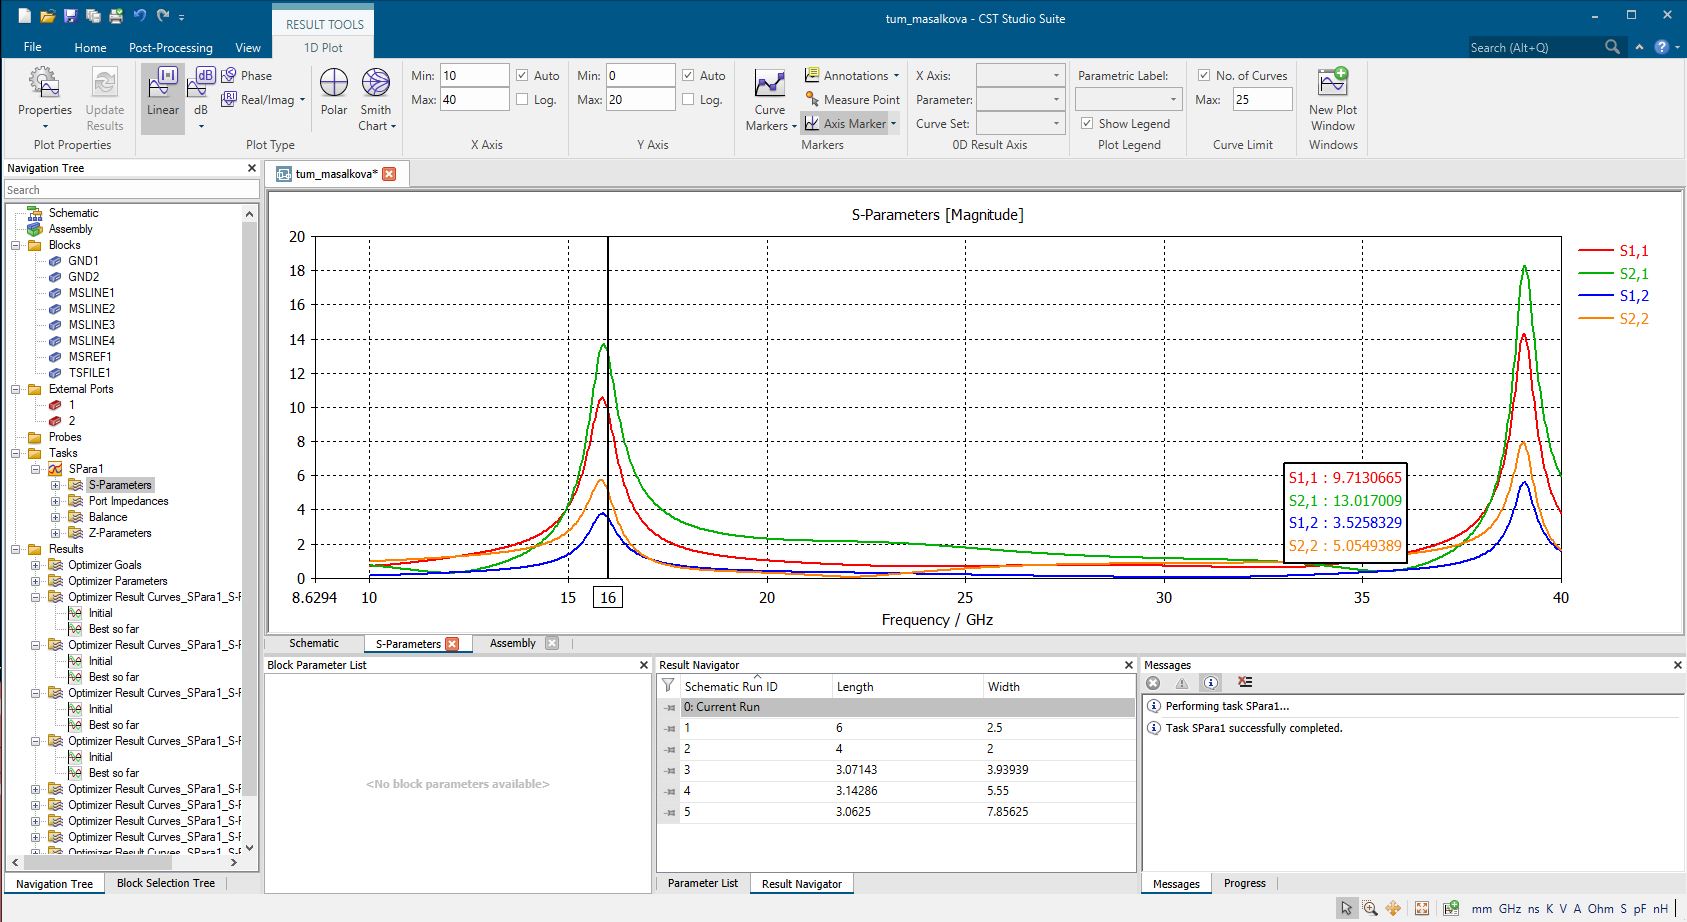 tum_masalkova - CST Studio Suite
RESULT TOOLS
File
Home
Post-Processing
View
1D Plot
Search (Alt+Q)
Properties
Update Results
Plot Properties
Linear
dB
Phase
Real/Imag
Polar
Smith Chart
Plot Type
Min: 10
Auto
Max: 40
Log.
X Axis
Min: 0
Auto
Max: 20
Log.
Y Axis
Curve Markers
Annotations
Measure Point
Axis Marker
Markers
X Axis:
Parameter:
Curve Set:
0D Result Axis
Parametric Label:
Show Legend
Plot Legend
No. of Curves
Max: 25
Curve Limit
New Plot Window
Windows
Navigation Tree
Search
Schematic
Assembly
Blocks
GND1
GND2
MSLINE1
MSLINE2
MSLINE3
MSLINE4
MSREF1
TSFILE1
External Ports
1
2
Probes
Tasks
SPara1
S-Parameters
Port Impedances
Balance
Z-Parameters
Results
Optimizer Goals
Optimizer Parameters
Optimizer Result Curves_SPara1_S-F
Initial
Best so far
Optimizer Result Curves_SPara1_S-F
Initial
Best so far
Optimizer Result Curves_SPara1_S-F
Initial
Best so far
Optimizer Result Curves_SPara1_S-F
Initial
Best so far
Optimizer Result Curves_SPara1_S-F
Optimizer Result Curves_SPara1_S-F
Optimizer Result Curves_SPara1_S-F
Optimizer Result Curves_SPara1_S-F
Optimizer Result Curves_SPara1_S-F
Navigation Tree
Block Selection Tree
tum_masalkova*
S-Parameters [Magnitude]
20
18
16
14
12
10
8
6
4
2
0
8.6294
10
15
16
20
25
30
35
40
Frequency / GHz
S1,1
S2,1
S1,2
S2,2
S1,1 : 9.7130665
S2,1 : 13.017009
S1,2 : 3.5258329
S2,2 : 5.0549389
Schematic
S-Parameters
Assembly
Block Parameter List
<No block parameters available>
Result Navigator
Schematic Run ID Length Width
0: Current Run
1 6 2.5
2 4 2
3 3.07143 3.93939
4 3.14286 5.55
5 3.0625 7.85625
Parameter List
Result Navigator
Messages
Performing task SPara1...
Task SPara1 successfully completed.
Messages
Progress
mm GHz ns K V A Ohm S pF nH